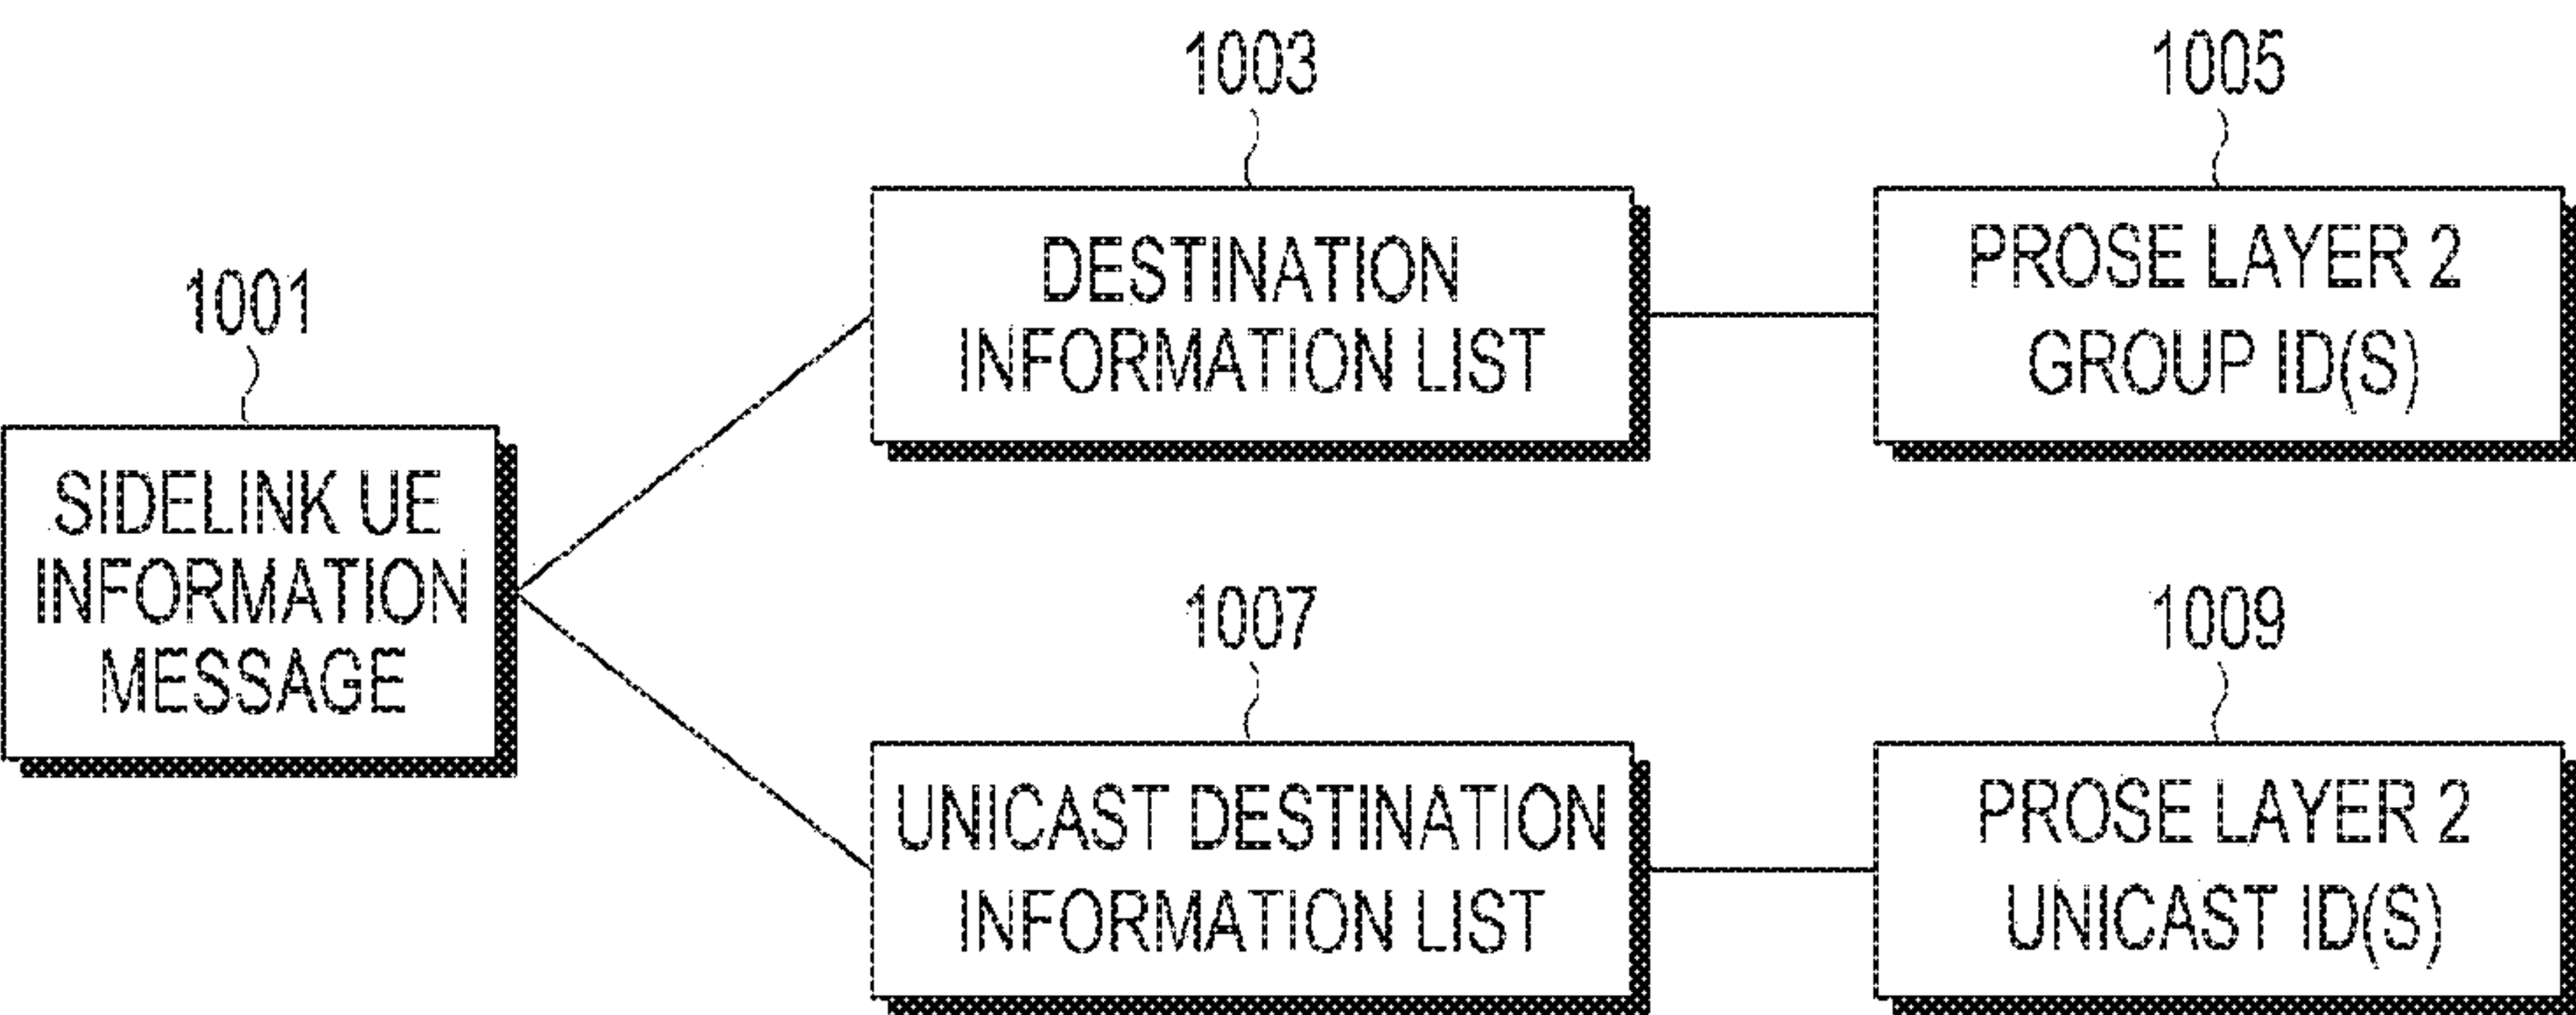 1003
1005
DESTINATION
INFORMATION LIST
PROSE LAYER 2
GROUP ID(S)
1001
SIDELINK UE
INFORMATION
MESSAGE
1007
1009
UNICAST DESTINATION
INFORMATION LIST
PROSE LAYER 2
UNICAST ID(S)